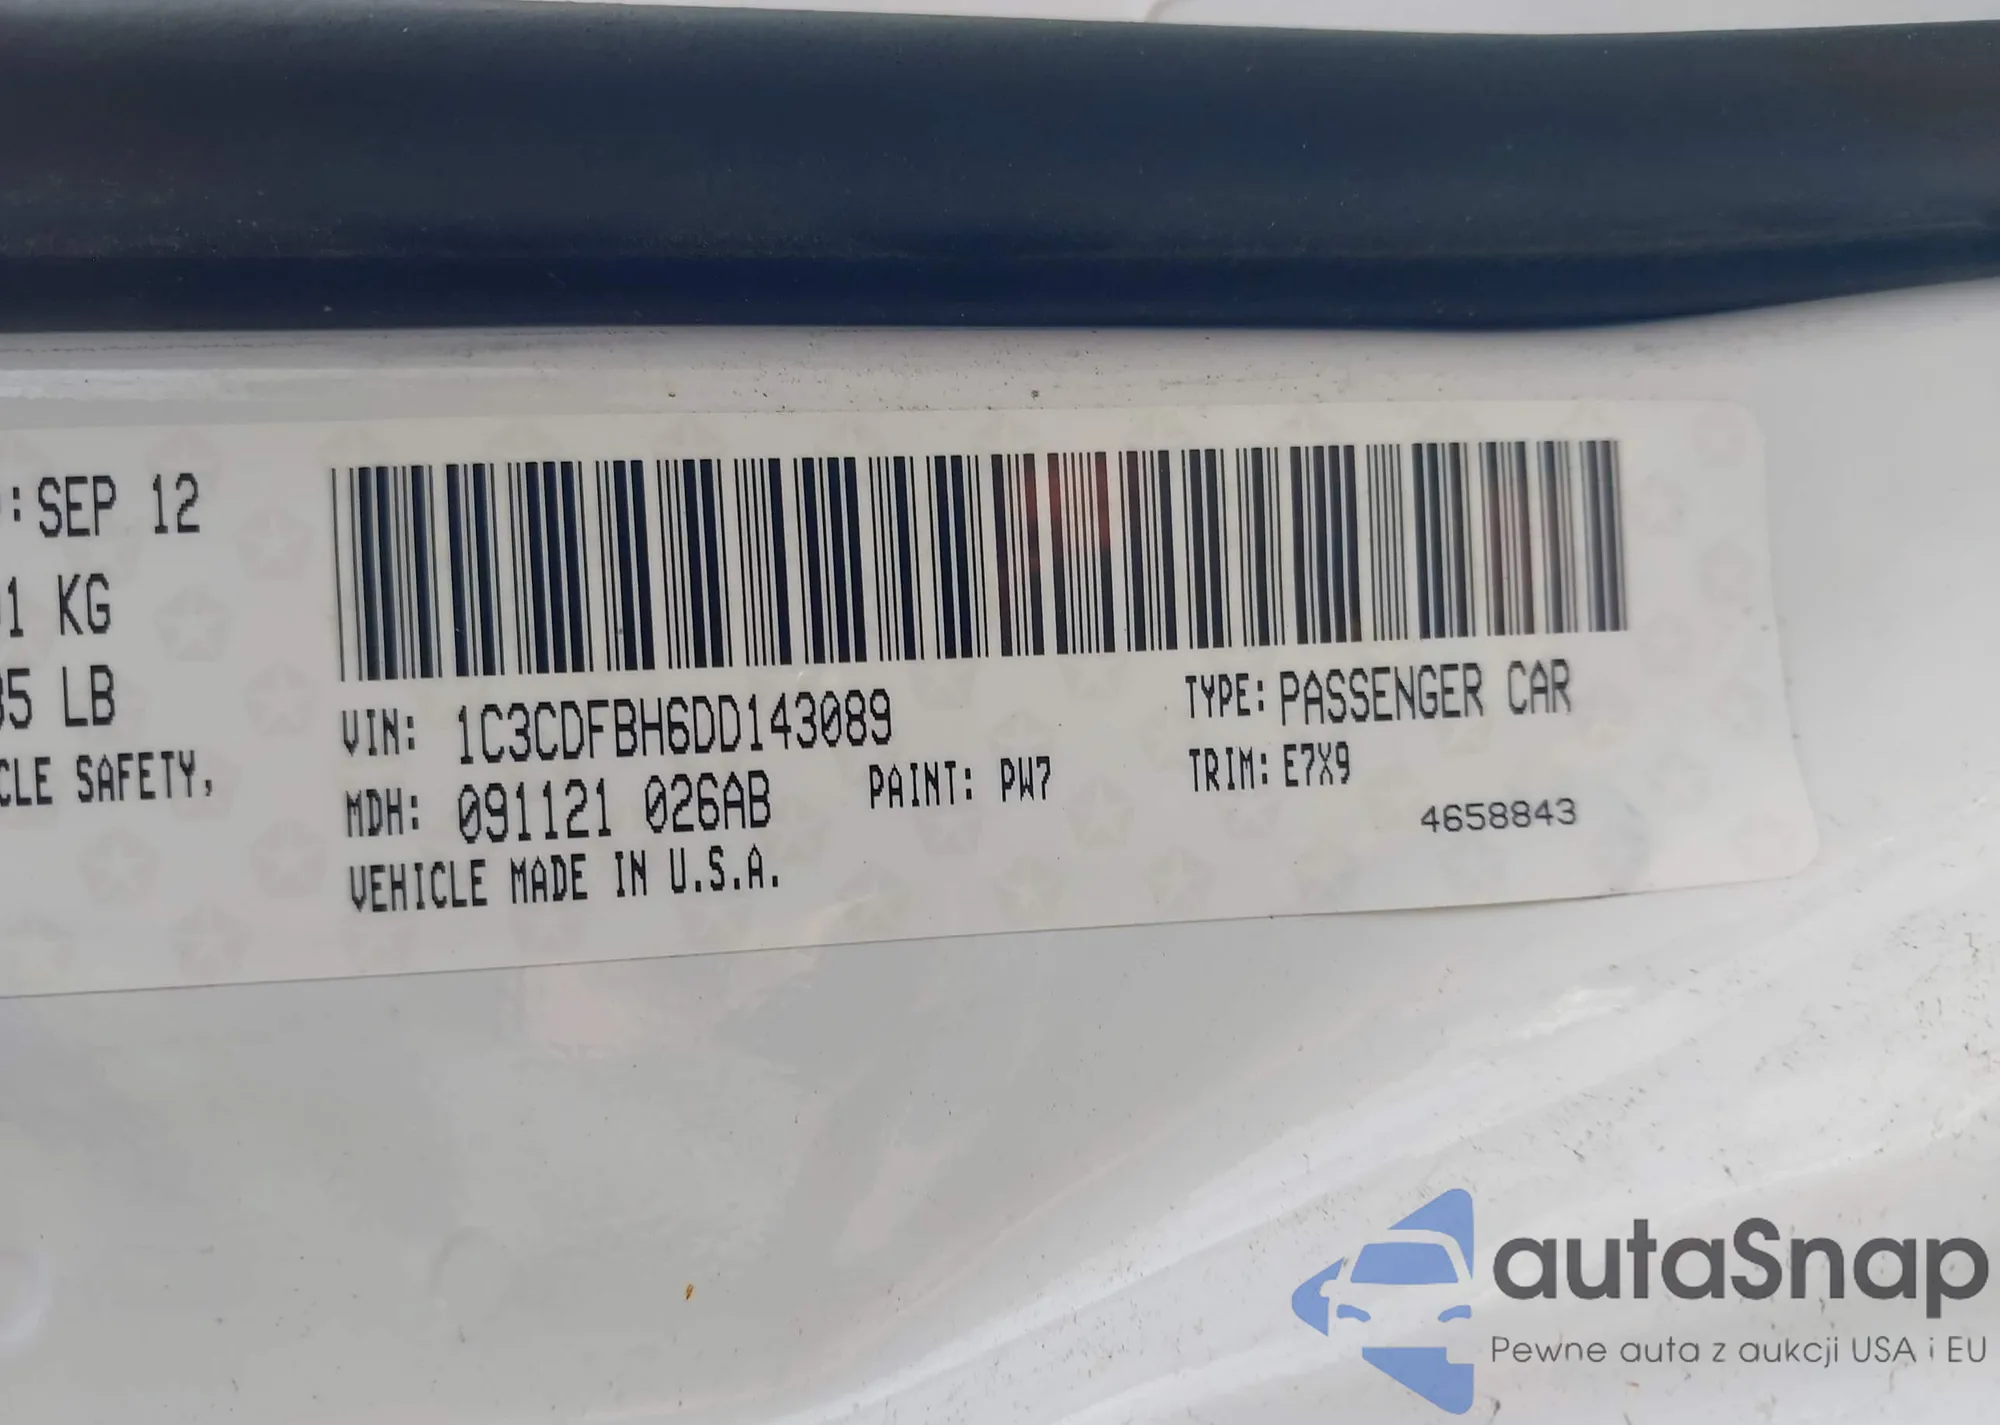 : SEP 12
1 KG
35 LB
CLE SAFETY,
VIN: 1C3CDFBH6DD143089
TYPE: PASSENGER CAR
MDH: 091121 026AB
PAINT: PW7
TRIM: E7X9
VEHICLE MADE IN U.S.A.
4658843
autaSnap
Pewne auta z aukcji USA i EU